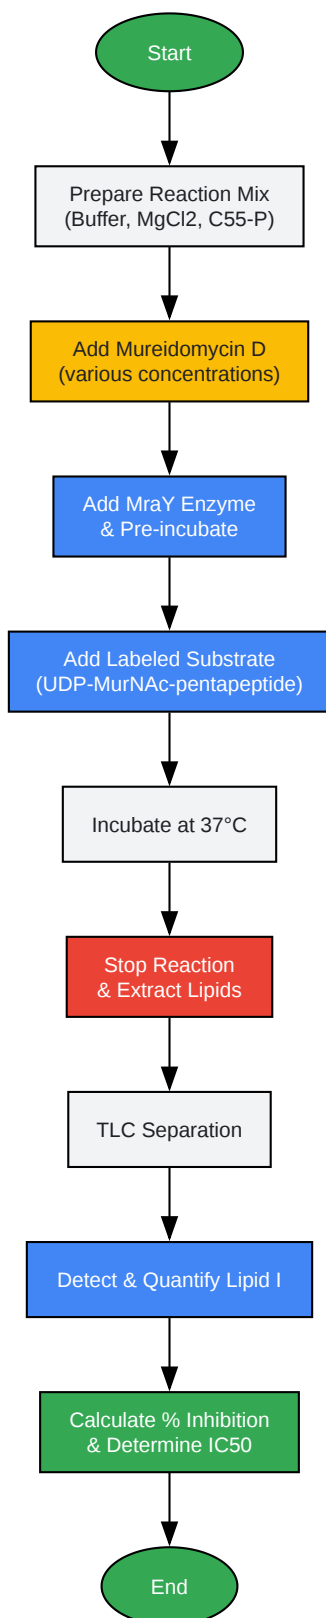 Start
Prepare Reaction Mix
(Buffer, MgCl2, C55-P)
Add Mureidomycin D
(various concentrations)
Add MraY Enzyme
& Pre-incubate
Add Labeled Substrate
(UDP-MurNAc-pentapeptide)
Incubate at 37°C
Stop Reaction
& Extract Lipids
TLC Separation
Detect & Quantify Lipid I
Calculate % Inhibition
& Determine IC50
End